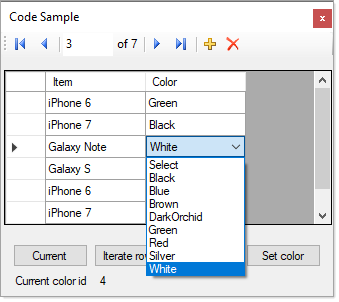 Code Sample x
3 of 7
Item Color
iPhone 6 Green
iPhone 7 Black
Galaxy Note White
Galaxy S
iPhone 6
iPhone 7
Select
Black
Blue
Brown
DarkOrchid
Green
Red
Silver
White
Current Iterate Set color
Current color id 4